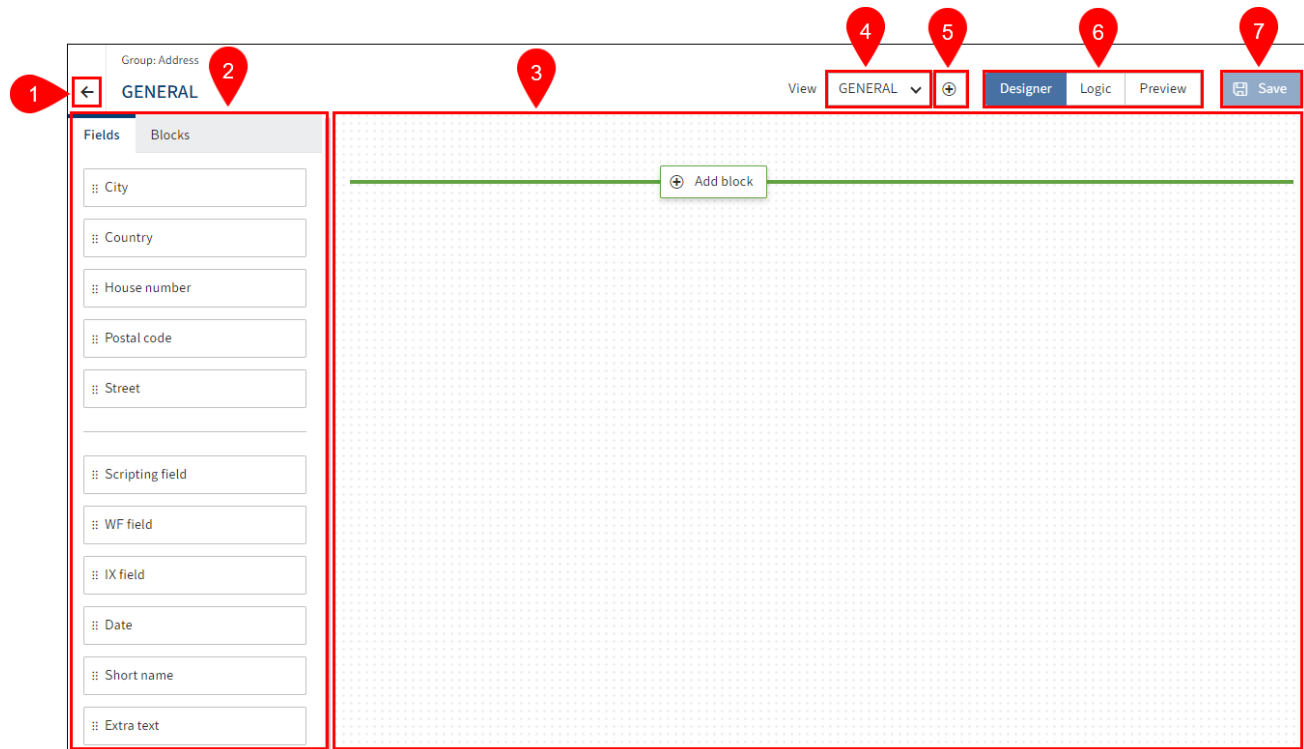 4
5
6
7
Group: Address
2
3
1
GENERAL
View
GENERAL
Designer
Logic
Preview
Save
Fields
Blocks
City
Add block
Country
House number
Postal code
Street
Scripting field
WF field
IX field
Date
Short name
Extra text